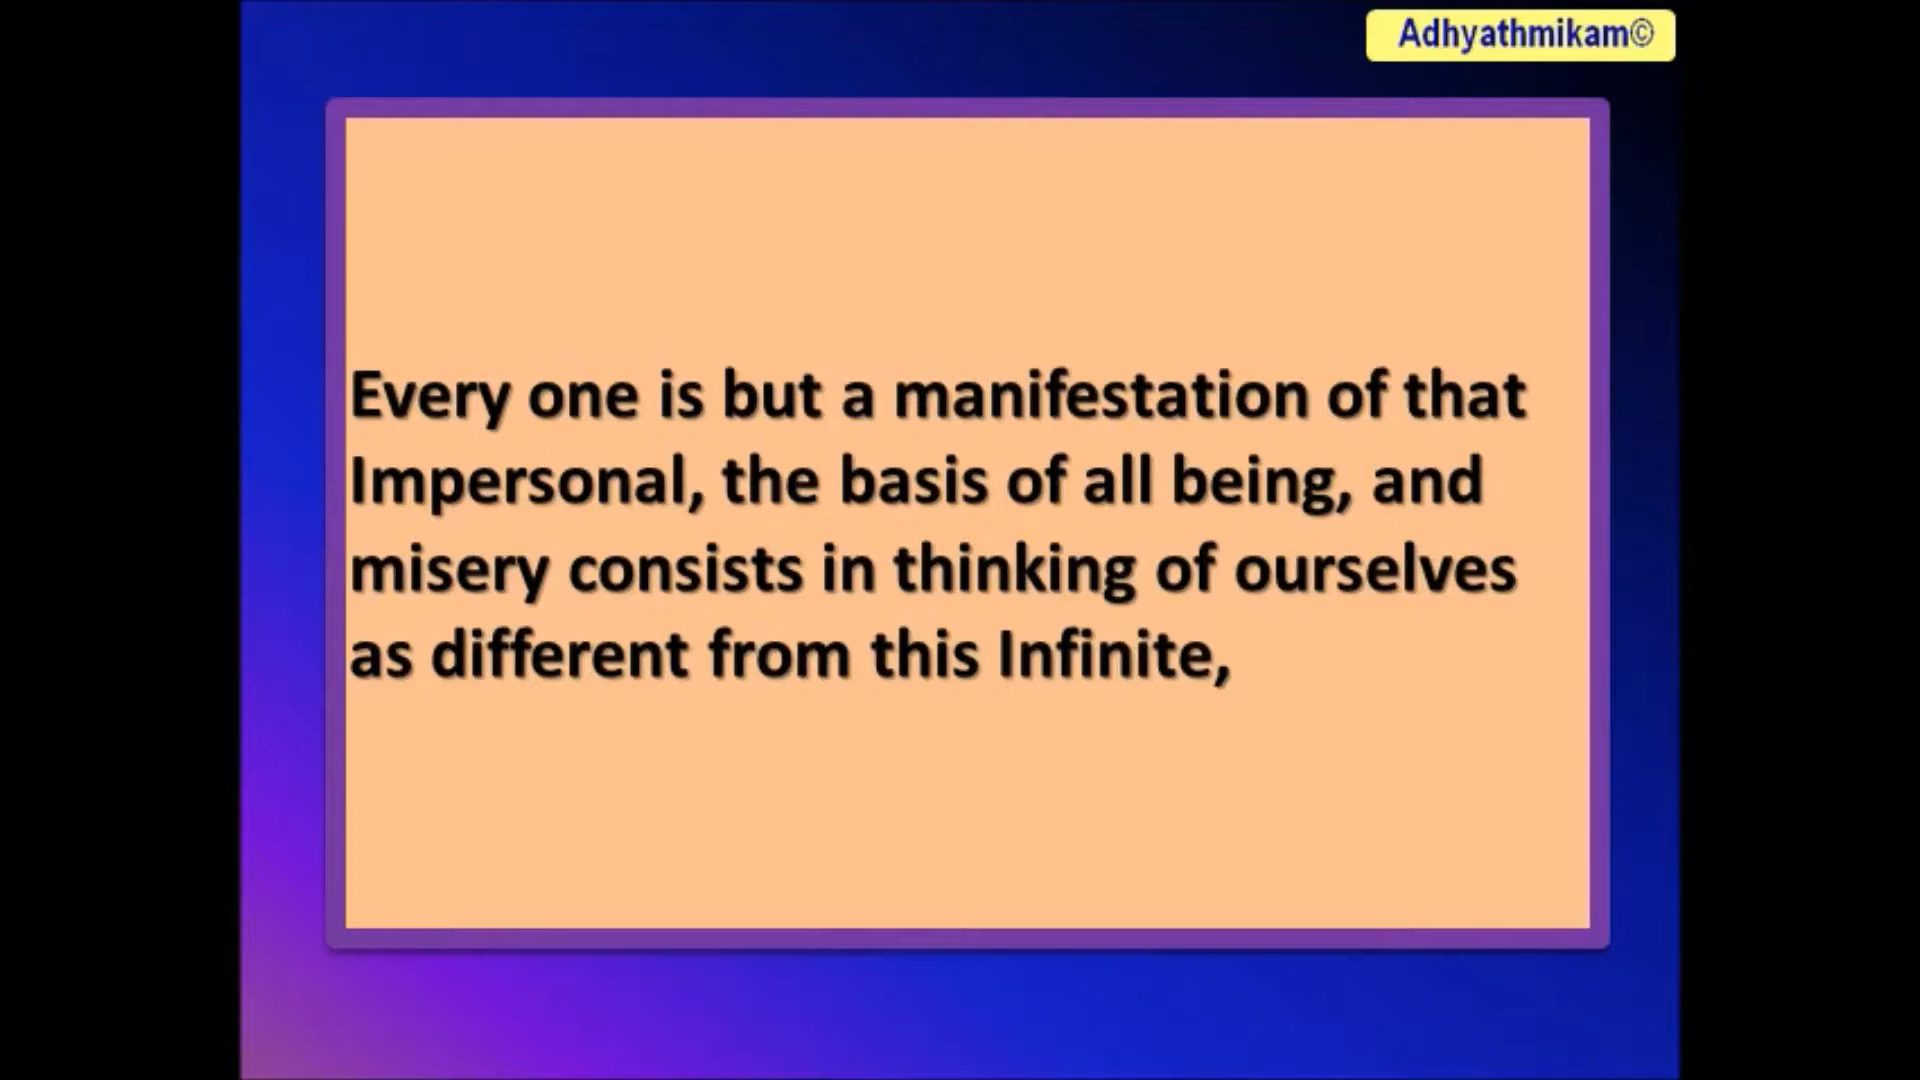 Adhyathmikam©
Every one is but a manifestation of that
Impersonal, the basis of all being, and
misery consists in thinking of ourselves
as different from this Infinite,